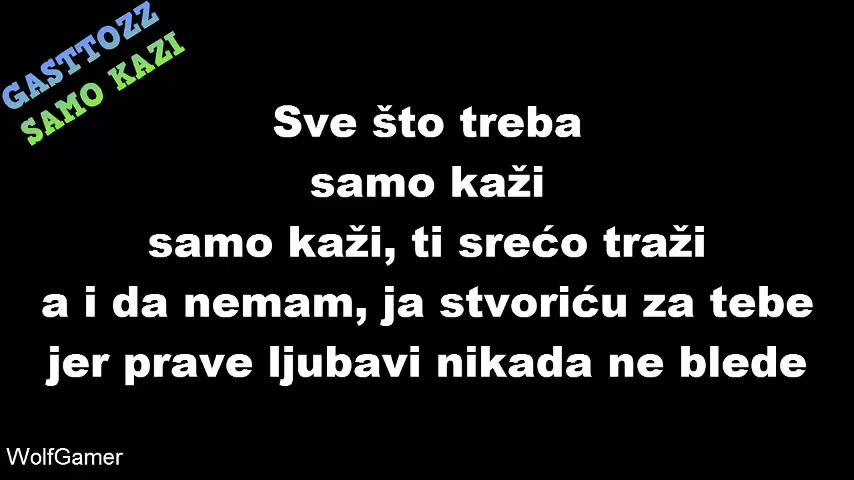 GASTTOZZ
SAMO KAZI
Sve što treba
samo kaži
samo kaži, ti srećo traži
a i da nemam, ja stvoriću za tebe
jer prave ljubavi nikada ne blede
WolfGamer